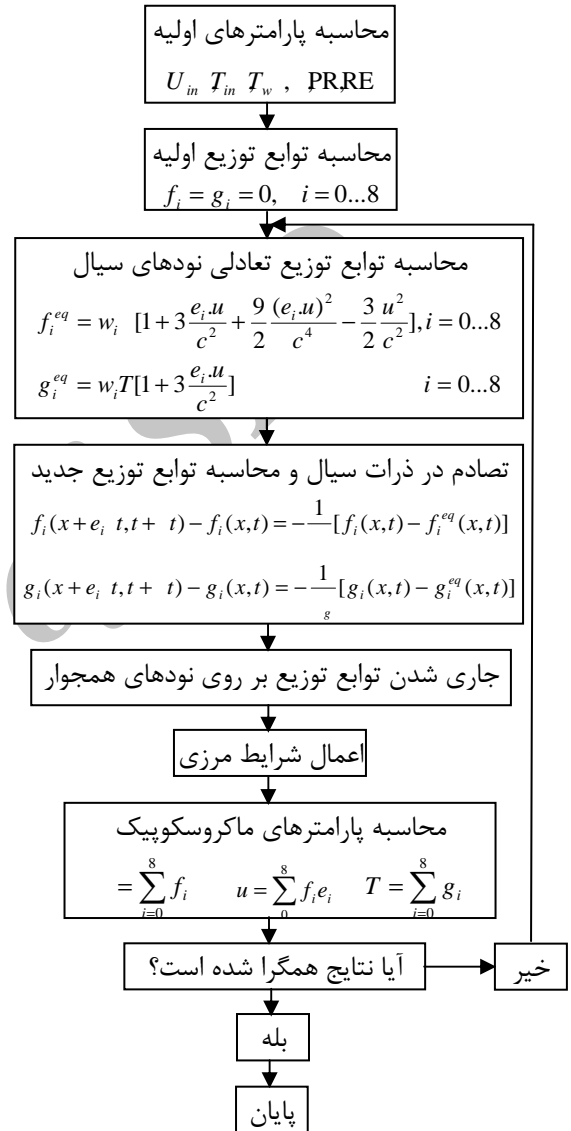 محاسبه پارامترهای اولیه
U_in T_in T_w , PR,RE
محاسبه توابع توزیع اولیه
f_i = g_i = 0, i = 0...8
محاسبه توابع توزیع تعادلی نودهای سیال
f_i^eq = w_i [1 + 3 e_i.u/c^2 + 9/2 (e_i.u)^2/c^4 − 3/2 u^2/c^2], i = 0...8
g_i^eq = w_i T[1 + 3 e_i.u/c^2] i = 0...8
تصادم در ذرات سیال و محاسبه توابع توزیع جدید
f_i(x + e_i t, t + t) − f_i(x,t) = −1/ [f_i(x,t) − f_i^eq(x,t)]
g_i(x + e_i t, t + t) − g_i(x,t) = −1/_g [g_i(x,t) − g_i^eq(x,t)]
جاری شدن توابع توزیع بر روی نودهای همجوار
اعمال شرایط مرزی
محاسبه پارامترهای ماکروسکوپیک
= ∑_{i=0}^{8} f_i u = ∑_{0}^{8} f_i e_i T = ∑_{i=0}^{8} g_i
آیا نتایج همگرا شده است؟
خیر
بله
پایان